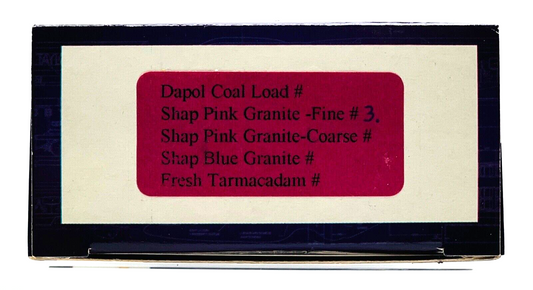 Dapol Coal Load #
Shap Pink Granite -Fine # 3.
Shap Pink Granite-Coarse #
Shap Blue Granite #
Fresh Tarmacadam #